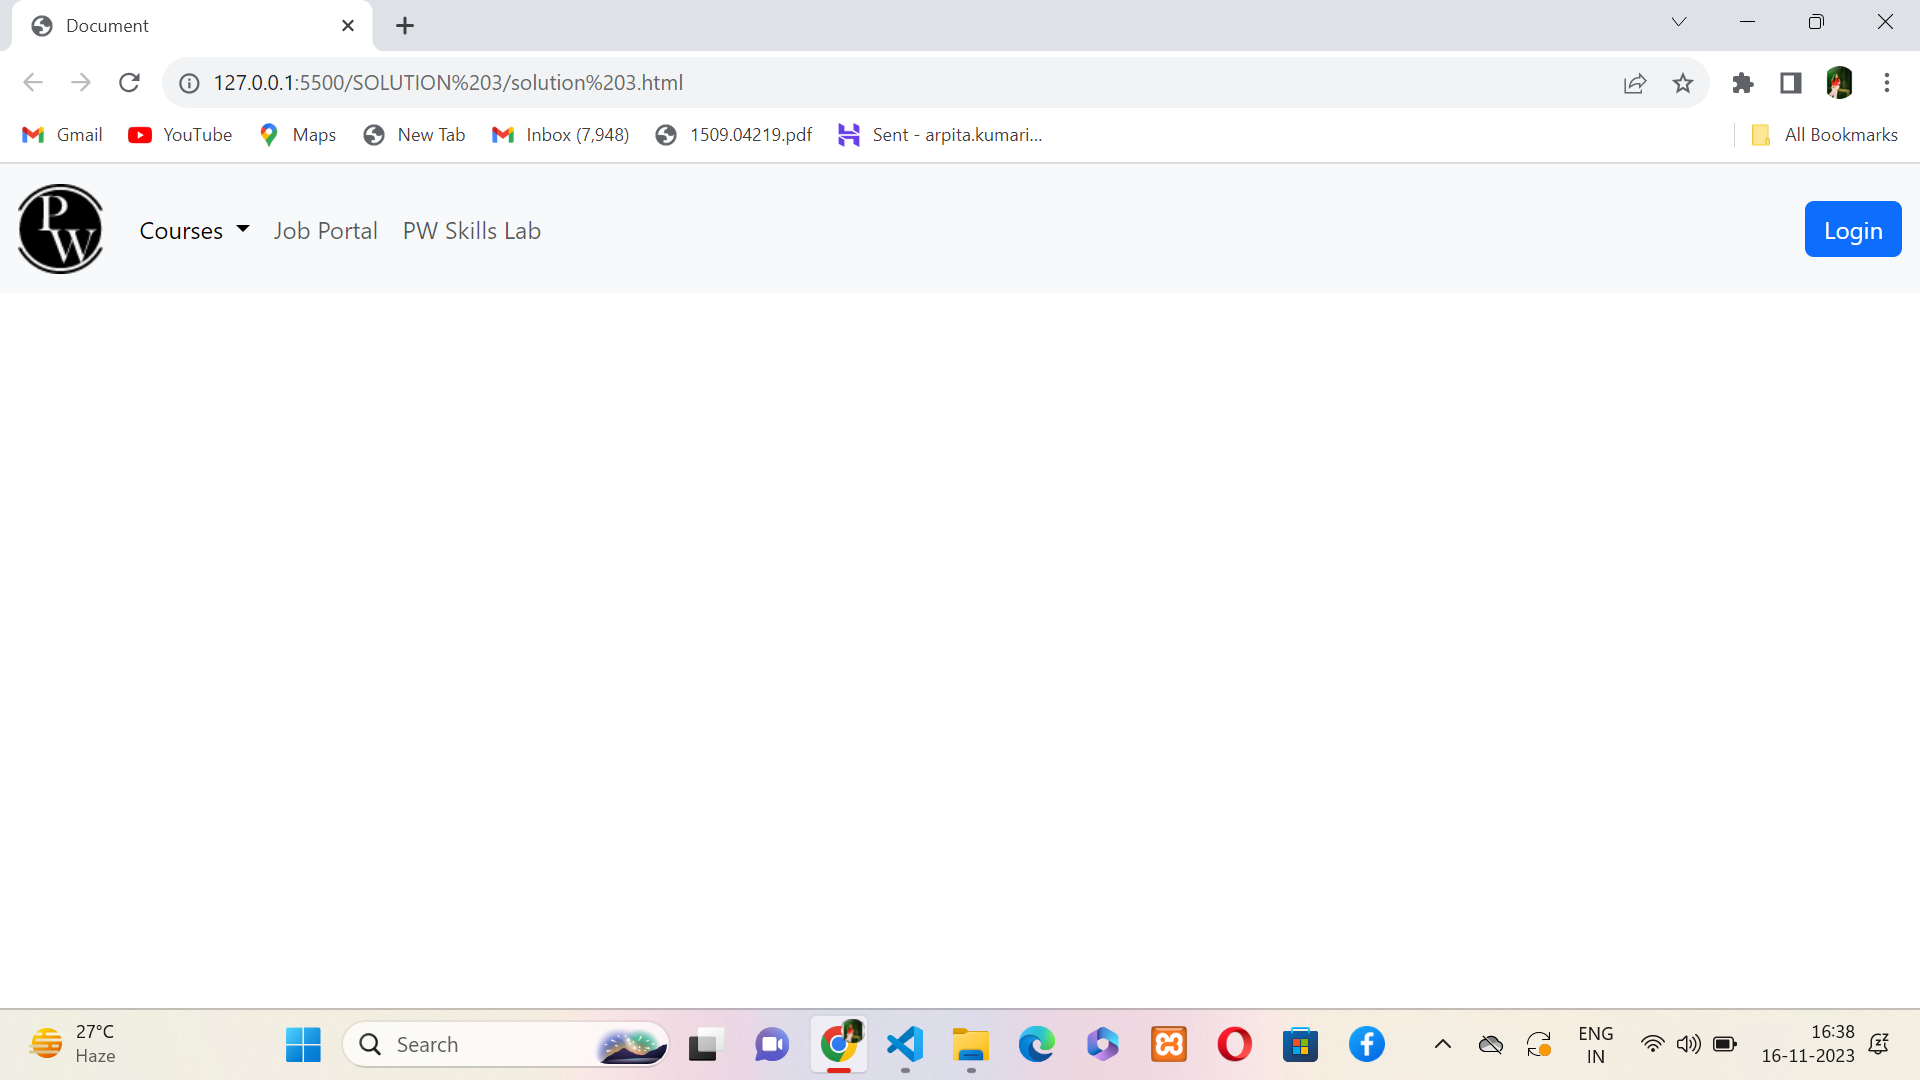 Document
127.0.0.1:5500/SOLUTION%203/solution%203.html
Gmail YouTube Maps New Tab Inbox (7,948) 1509.04219.pdf Sent - arpita.kumari... All Bookmarks
PW Courses Job Portal PW Skills Lab Login
27°C
Haze
Search
ENG
IN
16:38
16-11-2023